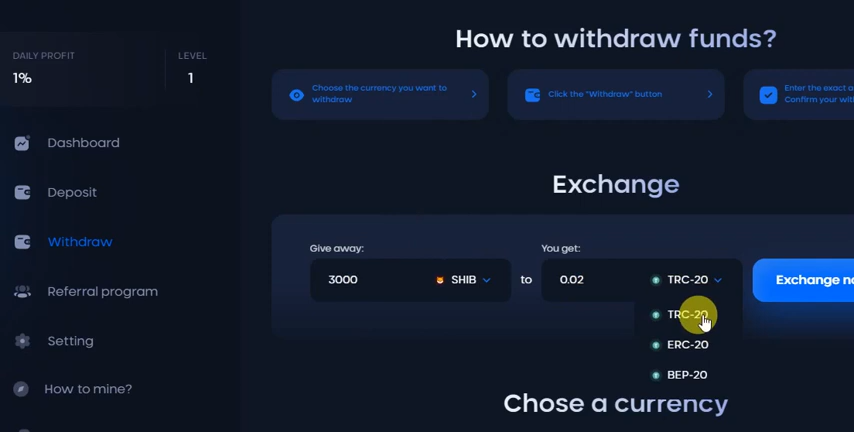 DAILY PROFIT
LEVEL
1%
1
Dashboard
Deposit
Withdraw
Referral program
Setting
How to mine?
How to withdraw funds?
Choose the currency you want to
withdraw
Click the "Withdraw" button
Enter the exact
Confirm your
Exchange
Give away:
You get:
3000
SHIB
to
0.02
TRC-20
Exchange
TRC-20
ERC-20
BEP-20
Chose a currency